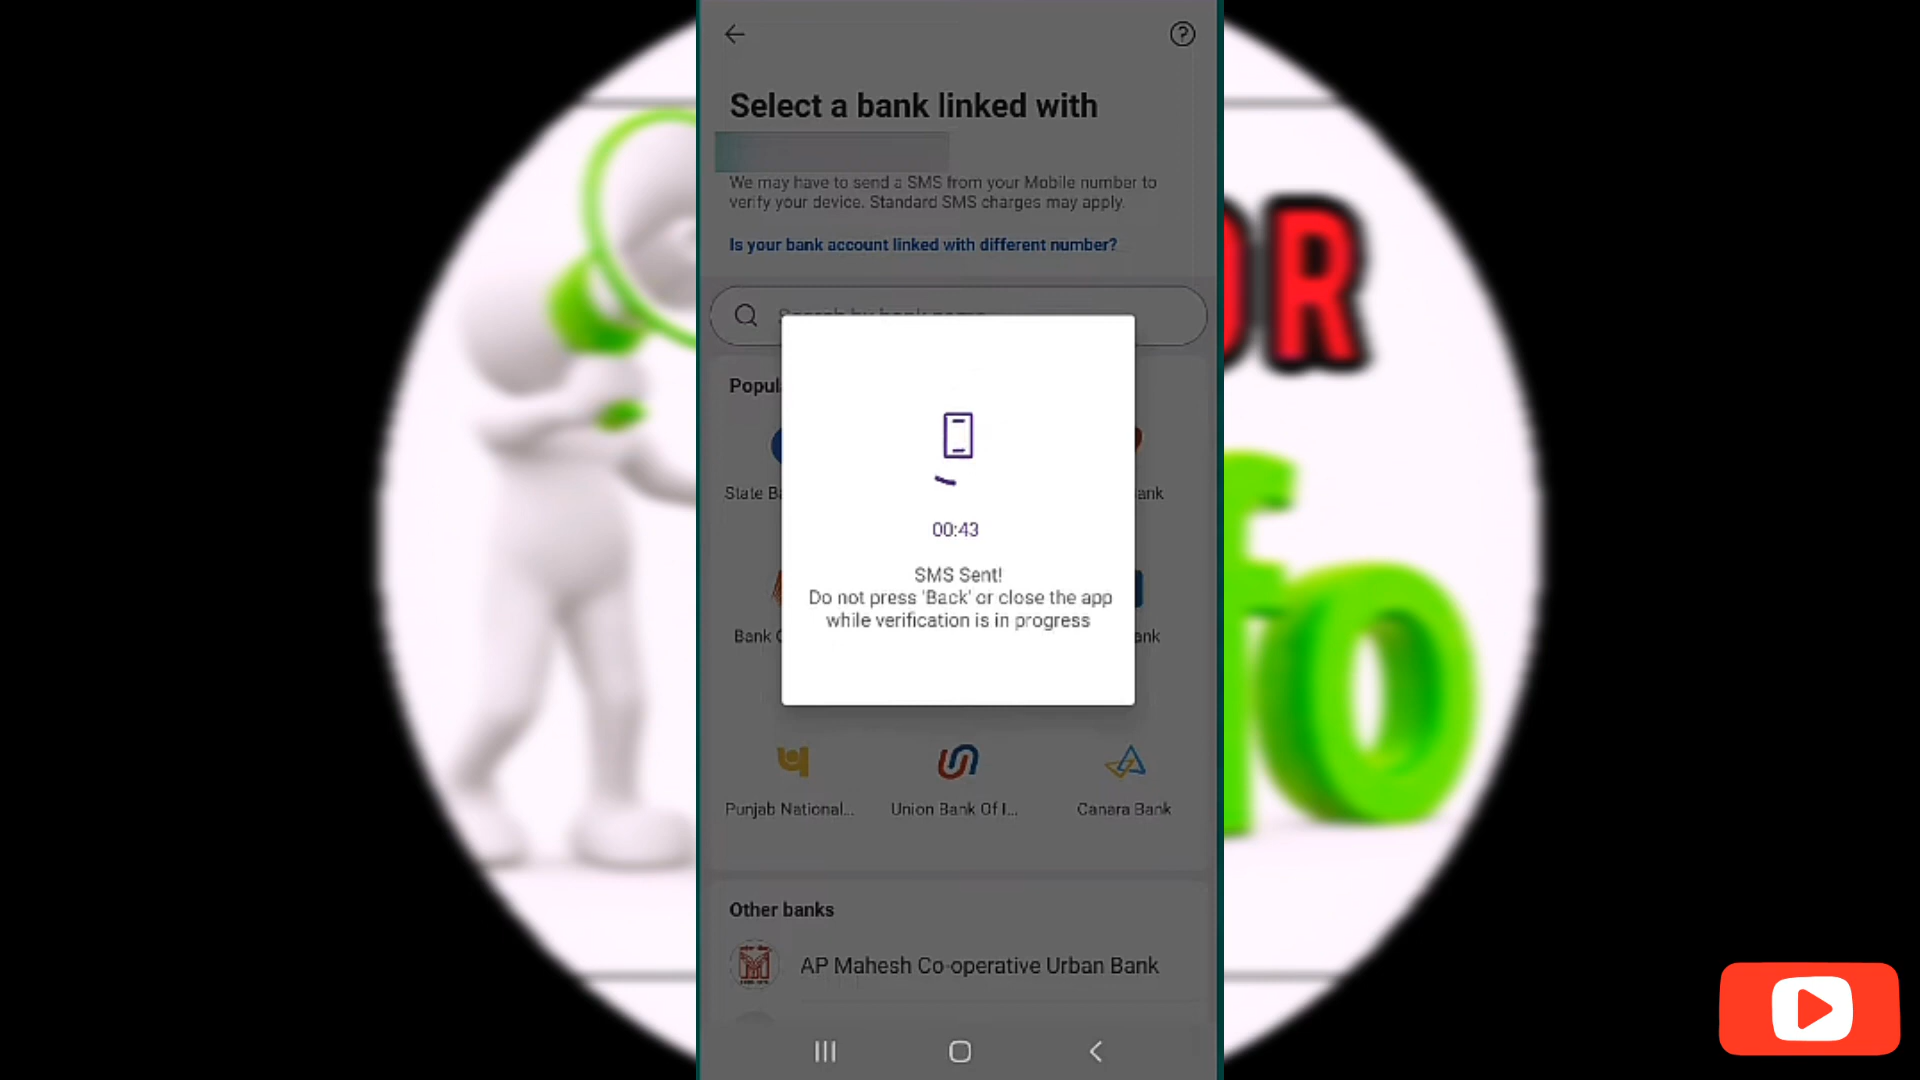 Select a bank linked with
We may have to send a SMS from your Mobile number to
verify your device. Standard SMS charges may apply.
Is your bank account linked with different number?
Popul
State Ba
ank
00:43
SMS Sent!
Do not press 'Back' or close the app
while verification is in progress
Bank
ank
Punjab National...
Union Bank Of I...
Canara Bank
Other banks
AP Mahesh Co-operative Urban Bank
OR
fo